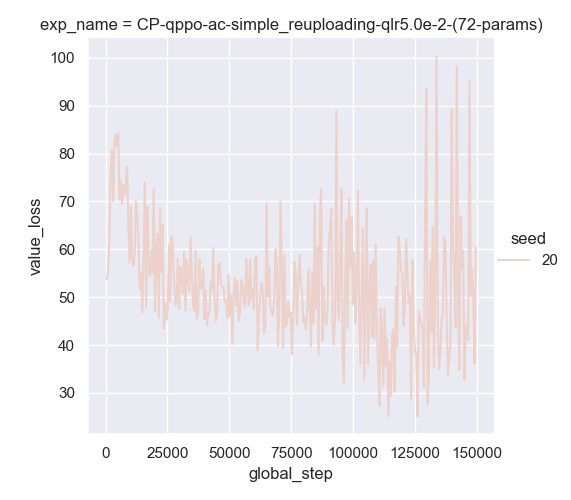 exp_name = CP-qppo-ac-simple_reuploading-qlr5.0e-2-(72-params)
100
90
80
70
60
50
40
30
value_loss
0 25000 50000 75000 100000 125000 150000
global_step
seed
20